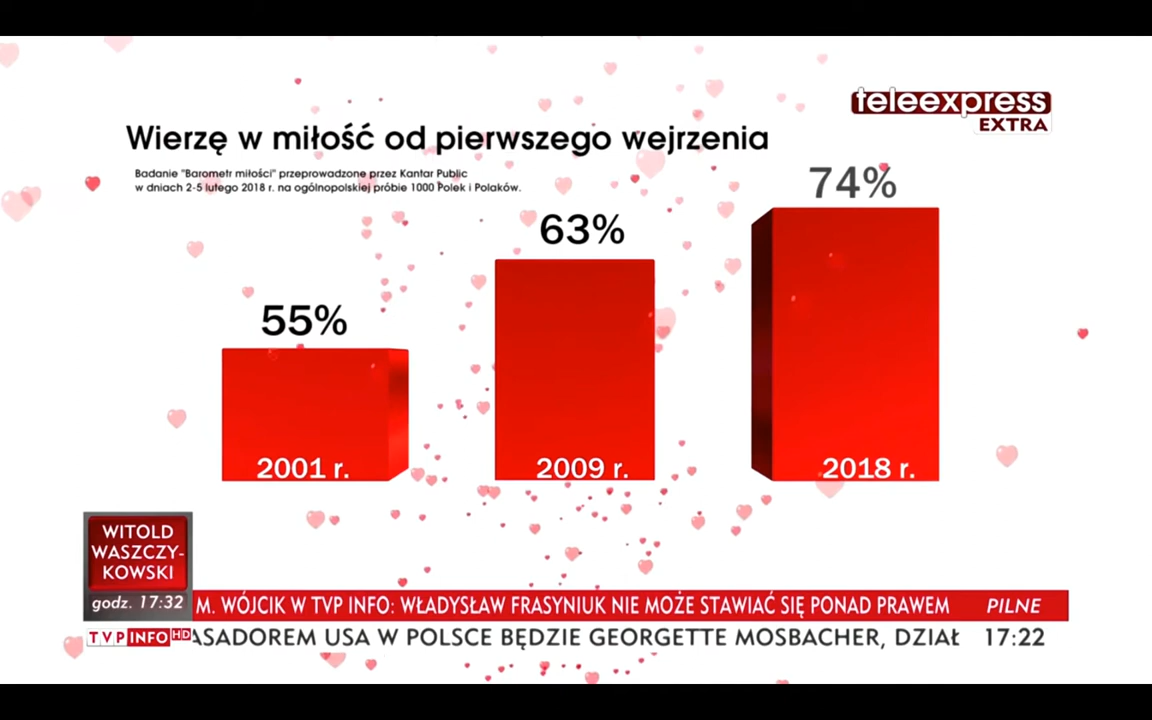 teleexpress
EXTRA
Wierzę w miłość od pierwszego wejrzenia
Badanie "Barometr miłości" przeprowadzone przez Kantar Public
w dniach 2-5 lutego 2018 r. na ogólnopolskiej próbie 1000 Polek i Polaków.
55%
63%
74%
2001 r.
2009 r.
2018 r.
WITOLD
WASZCZY-
KOWSKI
godz. 17:32
M. WÓJCIK W TVP INFO: WŁADYSŁAW FRASYNIUK NIE MOŻE STAWIAĆ SIĘ PONAD PRAWEM PILNE
TVP INFO HD ASADOREM USA W POLSCE BĘDZIE GEORGETTE MOSBACHER, DZIAŁ 17:22